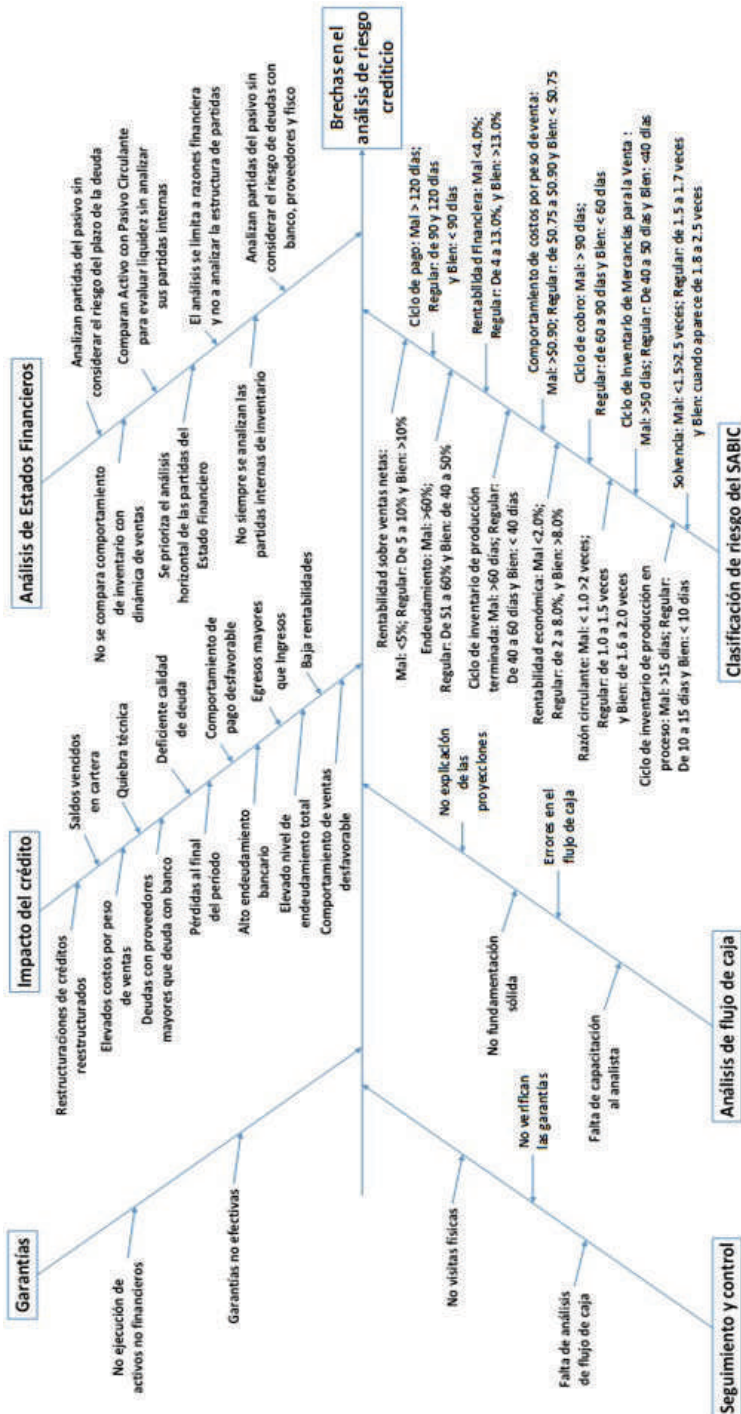 Garantías
No ejecución de
activos no financieros
Garantías no efectivas
Impacto del crédito
Restructuraciones de créditos
reestructurados
Saldos vencidos
en cartera
Elevados costos por peso
de ventas
Quiebra técnica
Deudas con proveedores
mayores que deuda con banco
Deficiente calidad
de deuda
Pérdidas al final
del período
Comportamiento de
pago desfavorable
Alto endeudamiento
bancario
Egresos mayores
que Ingresos
Elevado nivel de
endeudamiento total
Baja rentabilidades
Comportamiento de ventas
desfavorable
Análisis de Estados Financieros
Analizan partidas del pasivo sin
considerar el riesgo del plazo de la deuda
No se compara comportamiento
de inventario con
dinámica de ventas
Comparan Activo con Pasivo Circulante
para evaluar liquidez sin analizar
sus partidas internas
Se prioriza el análisis
horizontal de las partidas del
Estado Financiero
El análisis se limita a razones financiera
y no a analizar la estructura de partidas
No siempre se analizan las
partidas internas de inventario
Analizan partidas del pasivo sin
considerar el riesgo de deudas con
banco, proveedores y fisco
Brechas en el
análisis de riesgo
crediticio
Seguimiento y control
No visitas físicas
No verifican
las garantías
Falta de análisis
de flujo de caja
Análisis de flujo de caja
No explicación
de las
proyecciones
No fundamentación
sólida
Errores en el
flujo de caja
Falta de capacitación
al analista
Clasificación de riesgo del SABIC
Rentabilidad sobre ventas netas:
Mal: <5%; Regular: De 5 a 10% y Bien: >10%
Ciclo de pago: Mal > 120 días;
Regular: de 90 y 120 días
y Bien: < 90 días
Endeudamiento: Mal: >60%;
Regular: De 51 a 60% y Bien: de 40 a 50%
Rentabilidad financiera: Mal <4.0%;
Regular: De 4 a 13.0%, y Bien: >13.0%
Ciclo de inventario de producción
terminada: Mal: >60 días; Regular:
De 40 a 60 días y Bien: < 40 días
Comportamiento de costos por peso de venta:
Mal: >$0.90; Regular: de $0.75 a $0.90 y Bien: < $0.75
Rentabilidad económica: Mal <2.0%;
Regular: de 2 a 8.0%, y Bien: >8.0%
Ciclo de cobro: Mal: > 90 días;
Regular: de 60 a 90 días y Bien: < 60 días
Razón circulante: Mal: < 1.0 >2 veces;
Regular: de 1.0 a 1.5 veces
y Bien: de 1.6 a 2.0 veces
Ciclo de Inventario de Mercancías para la Venta :
Mal: >50 días; Regular: De 40 a 50 días y Bien: <40 días
Ciclo de inventario de producción en
proceso: Mal: >15 días; Regular:
De 10 a 15 días y Bien: < 10 días
Solvencia: Mal: <1.5>2.5 veces; Regular: de 1.5 a 1.7 veces
y Bien: cuando aparece de 1.8 a 2.5 veces